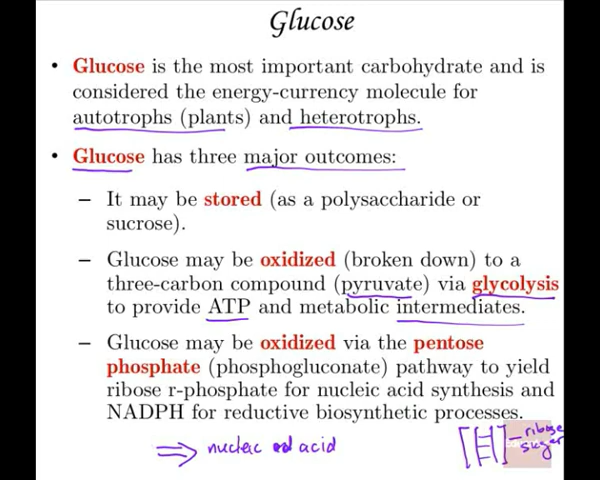 Glucose
• Glucose is the most important carbohydrate and is
considered the energy-currency molecule for
autotrophs (plants) and heterotrophs.
• Glucose has three major outcomes:
– It may be stored (as a polysaccharide or
sucrose).
– Glucose may be oxidized (broken down) to a
three-carbon compound (pyruvate) via glycolysis
to provide ATP and metabolic intermediates.
– Glucose may be oxidized via the pentose
phosphate (phosphogluconate) pathway to yield
ribose r-phosphate for nucleic acid synthesis and
NADPH for reductive biosynthetic processes.
⇒ nucleic acid
ribose
sugar